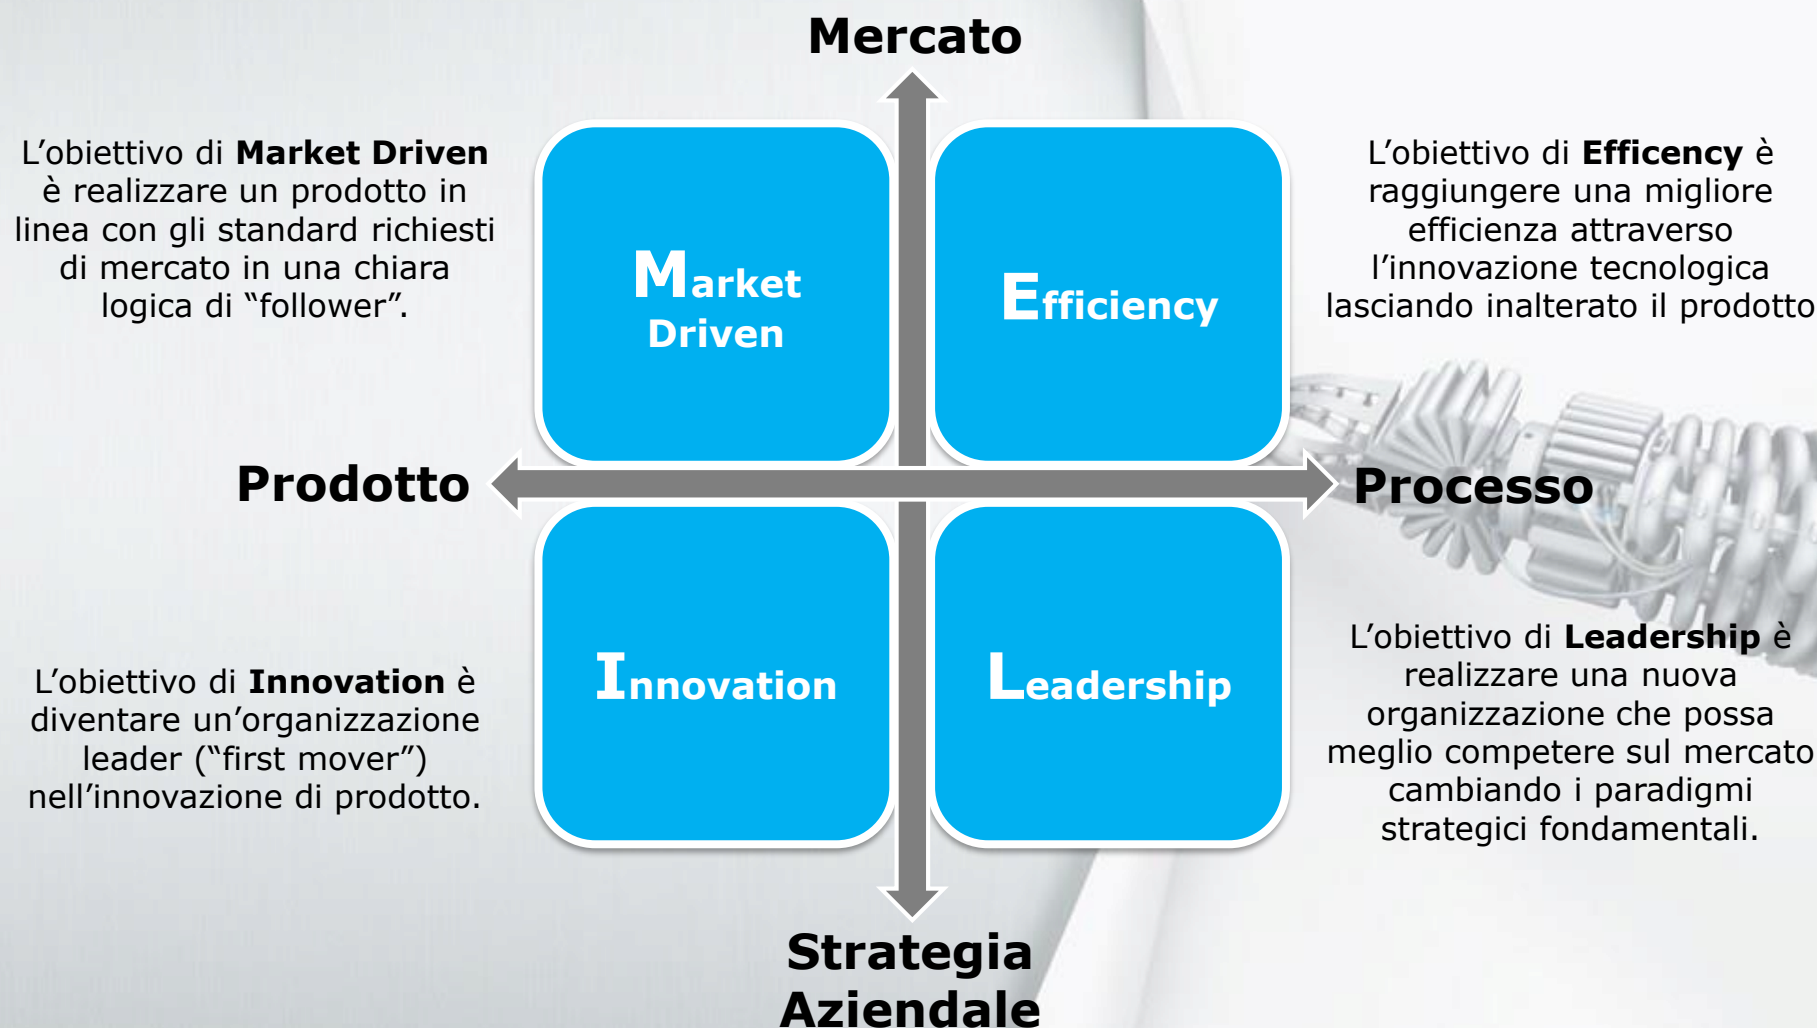 Mercato
L’obiettivo di Market Driven
è realizzare un prodotto in
linea con gli standard richiesti
di mercato in una chiara
logica di “follower”.
Market
Driven
Efficiency
L’obiettivo di Efficency è
raggiungere una migliore
efficienza attraverso
l’innovazione tecnologica
lasciando inalterato il prodotto
Prodotto
Processo
L’obiettivo di Innovation è
diventare un’organizzazione
leader (“first mover”)
nell’innovazione di prodotto.
Innovation
Leadership
L’obiettivo di Leadership è
realizzare una nuova
organizzazione che possa
meglio competere sul mercato
cambiando i paradigmi
strategici fondamentali.
Strategia
Aziendale